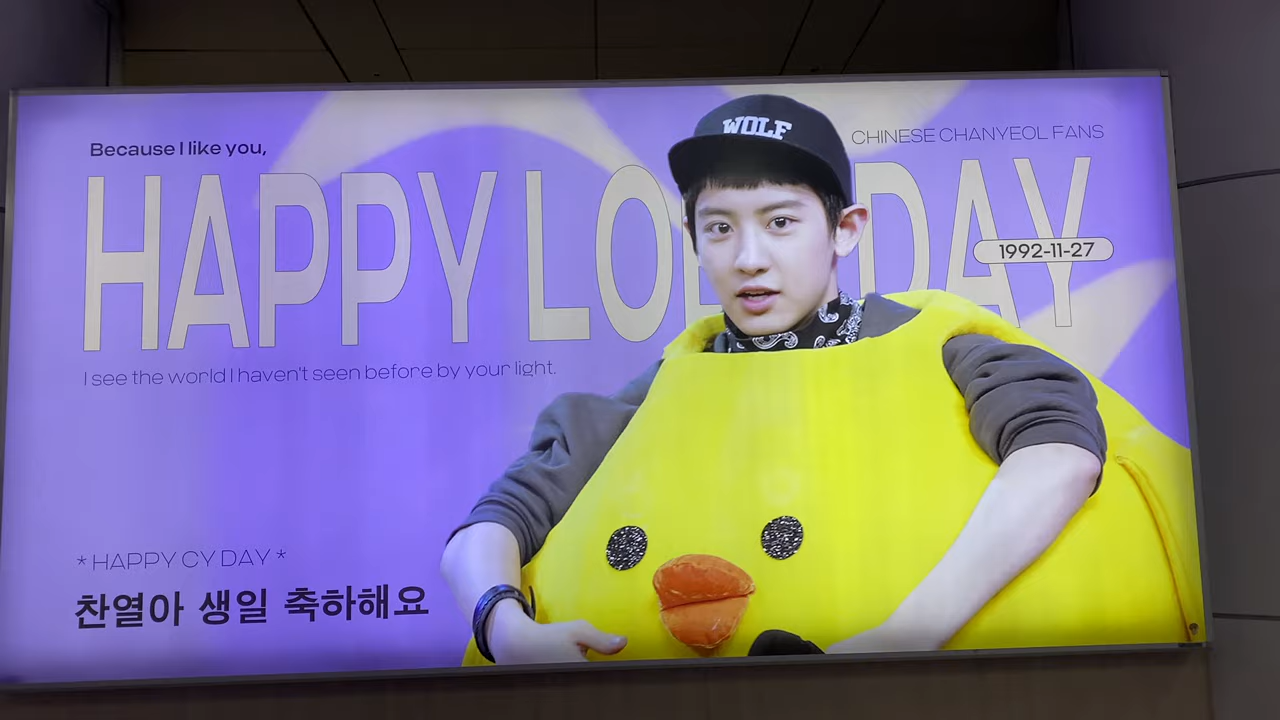 Because I like you,
CHINESE CHANYEOL FANS
HAPPY LOE DAY
1992-11-27
I see the world I haven't seen before by your light.
* HAPPY CY DAY *
찬열아 생일 축하해요
WOLF